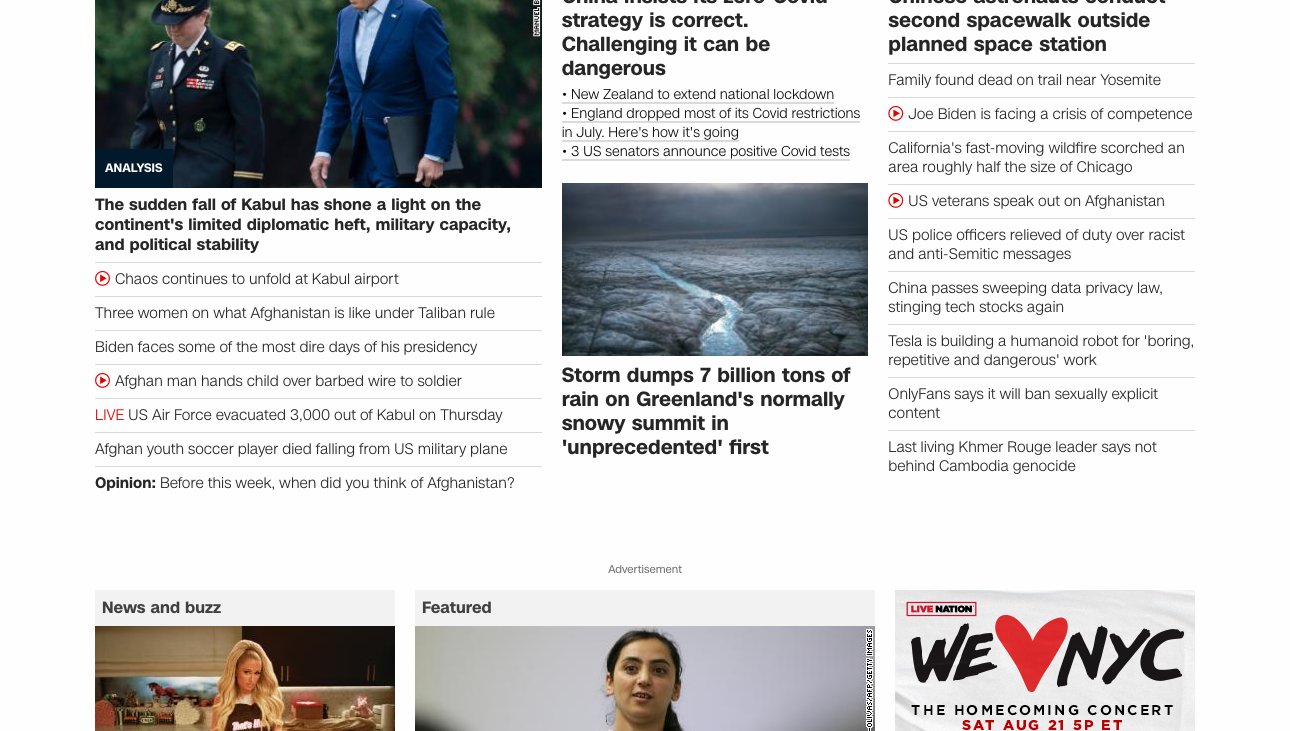 China insists its zero-Covid
strategy is correct.
Challenging it can be
dangerous
• New Zealand to extend national lockdown
• England dropped most of its Covid restrictions
in July. Here's how it's going
• 3 US senators announce positive Covid tests
ANALYSIS
The sudden fall of Kabul has shone a light on the
continent's limited diplomatic heft, military capacity,
and political stability
Chaos continues to unfold at Kabul airport
Three women on what Afghanistan is like under Taliban rule
Biden faces some of the most dire days of his presidency
Afghan man hands child over barbed wire to soldier
LIVE US Air Force evacuated 3,000 out of Kabul on Thursday
Afghan youth soccer player died falling from US military plane
Opinion: Before this week, when did you think of Afghanistan?
Storm dumps 7 billion tons of
rain on Greenland's normally
snowy summit in
'unprecedented' first
Chinese astronauts conduct
second spacewalk outside
planned space station
Family found dead on trail near Yosemite
Joe Biden is facing a crisis of competence
California's fast-moving wildfire scorched an
area roughly half the size of Chicago
US veterans speak out on Afghanistan
US police officers relieved of duty over racist
and anti-Semitic messages
China passes sweeping data privacy law,
stinging tech stocks again
Tesla is building a humanoid robot for 'boring,
repetitive and dangerous' work
OnlyFans says it will ban sexually explicit
content
Last living Khmer Rouge leader says not
behind Cambodia genocide
Advertisement
News and buzz
Featured
OLIVAS/AFP/GETTY IMAGES
LIVE NATION
WE NYC
THE HOMECOMING CONCERT
SAT AUG 21 5P ET